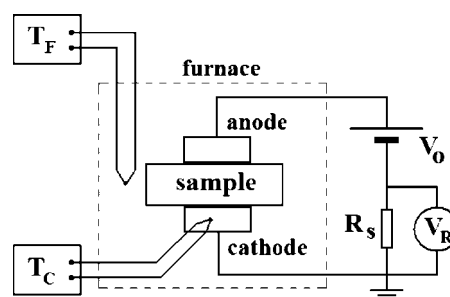 T_F
furnace
anode
V_o
sample
R_s
V_R
cathode
T_C